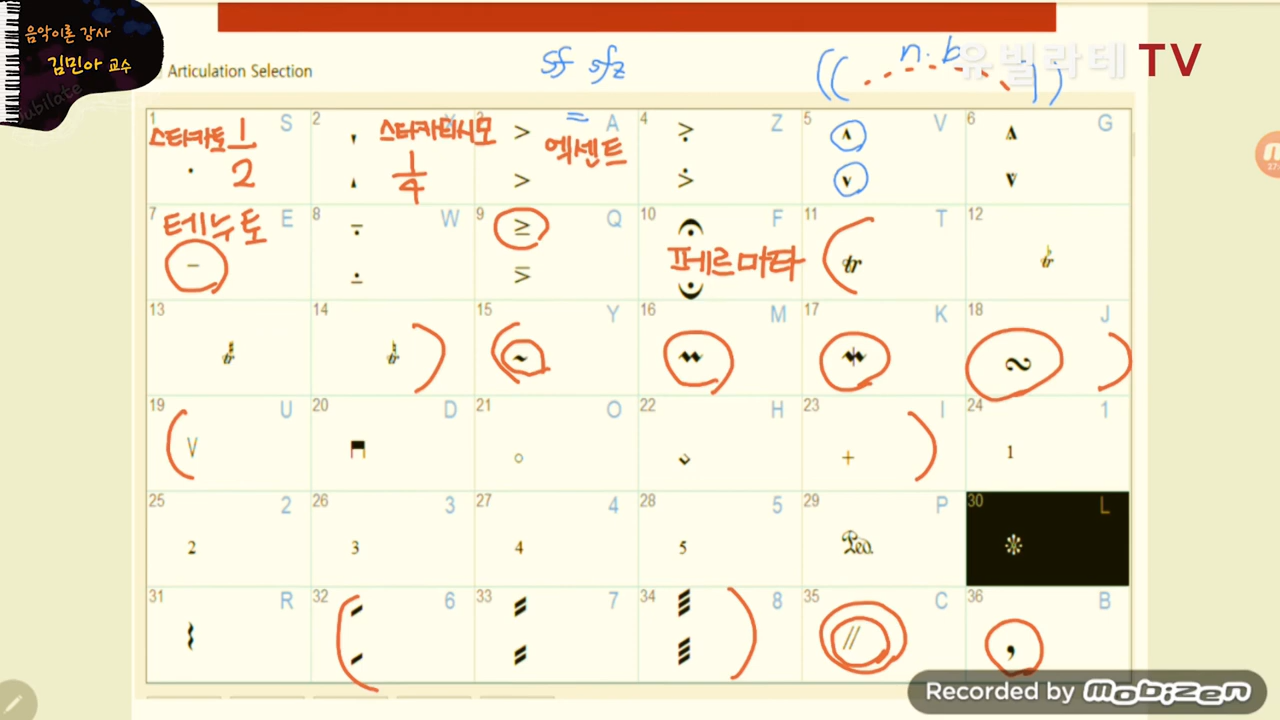 음악이론 강사
김민아 교수
Jubilate
유빌라테 TV
Articulation Selection
sf sfz
n.b
1 S 2 X 3 A 4 Z 5 V 6 G
스타카토 1/2
스타카티시모 1/4
엑센트
7 E 8 W 9 Q 10 F 11 T 12
테누토
페르마타
tr
tr
13 14 15 Y 16 M 17 K 18 J
tr
tr
19 U 20 D 21 O 22 H 23 I 24 1
V
+
1
25 2 26 3 27 4 28 5 29 P 30 L
2 3 4 5 Ped.
31 R 32 6 33 7 34 8 35 C 36 B
//
,
Recorded by mobizen